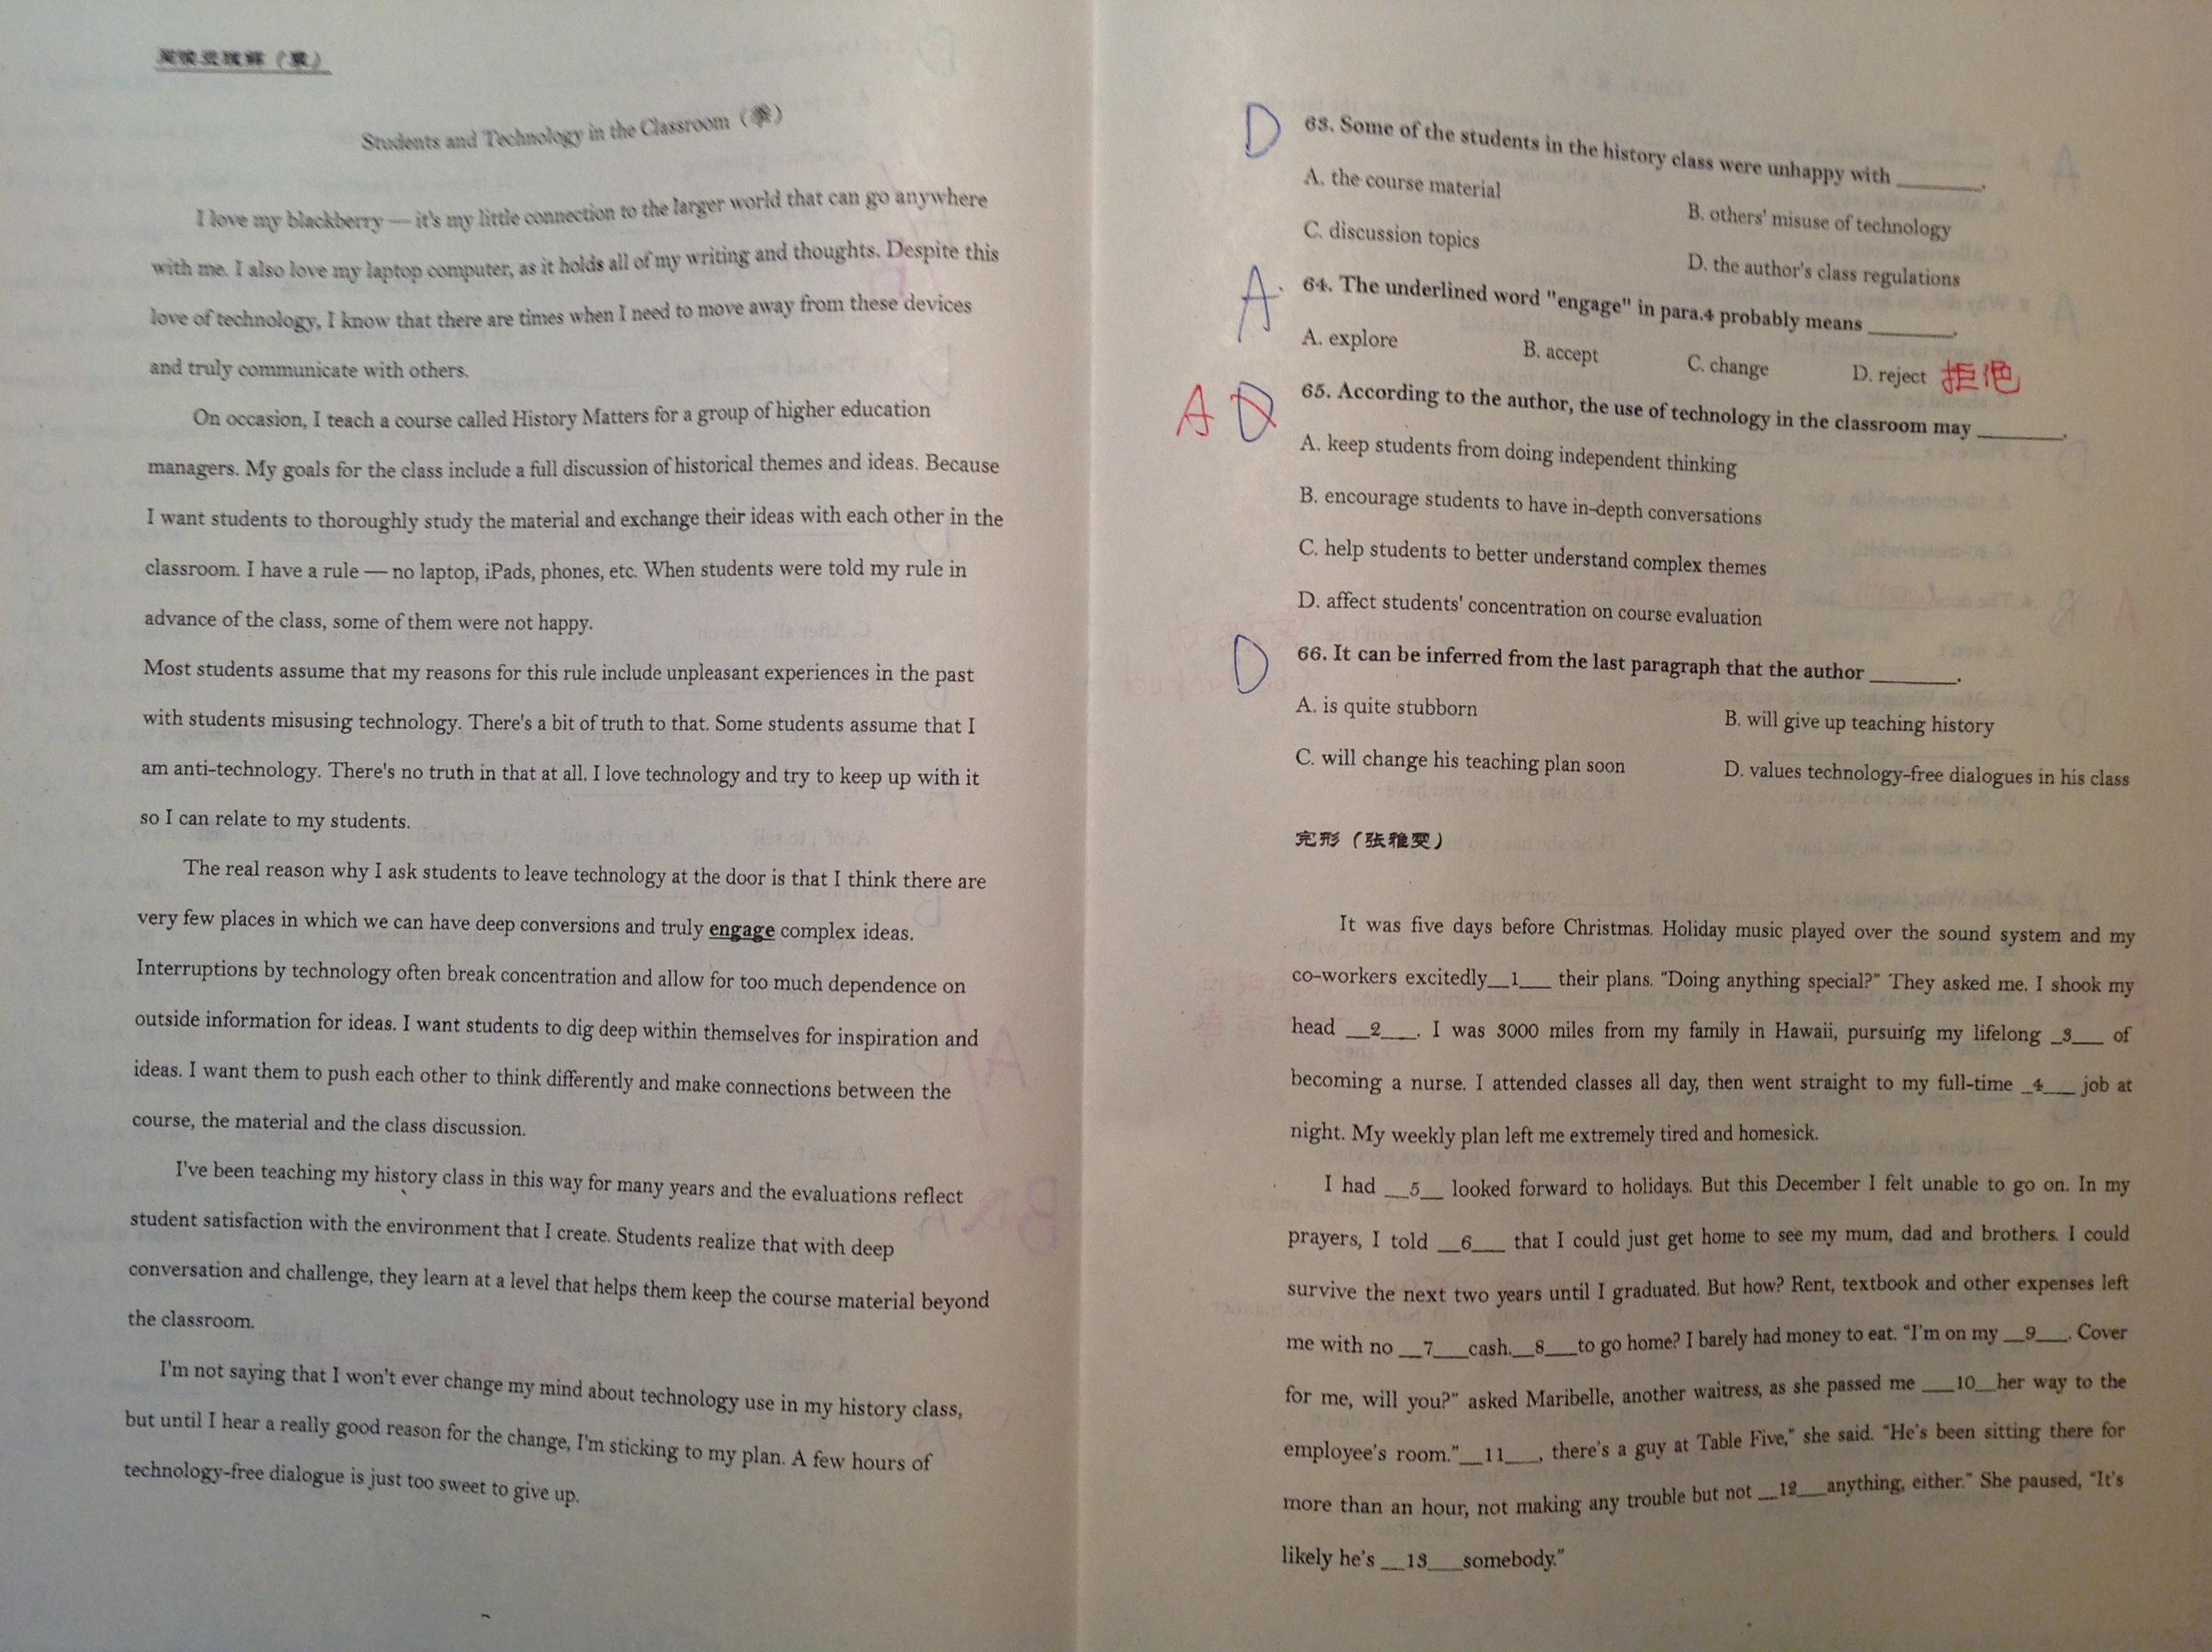 Students and Technology in the Classroom
I love my blackberry — it's my little connection to the larger world that can go anywhere
with me. I also love my laptop computer, as it holds all of my writing and thoughts. Despite this
love of technology, I know that there are times when I need to move away from these devices
and truly communicate with others.
On occasion, I teach a course called History Matters for a group of higher education
managers. My goals for the class include a full discussion of historical themes and ideas. Because
I want students to thoroughly study the material and exchange their ideas with each other in the
classroom. I have a rule — no laptop, iPads, phones, etc. When students were told my rule in
advance of the class, some of them were not happy.
Most students assume that my reasons for this rule include unpleasant experiences in the past
with students misusing technology. There's a bit of truth to that. Some students assume that I
am anti-technology. There's no truth in that at all. I love technology and try to keep up with it
so I can relate to my students.
The real reason why I ask students to leave technology at the door is that I think there are
very few places in which we can have deep conversions and truly engage complex ideas.
Interruptions by technology often break concentration and allow for too much dependence on
outside information for ideas. I want students to dig deep within themselves for inspiration and
ideas. I want them to push each other to think differently and make connections between the
course, the material and the class discussion.
I've been teaching my history class in this way for many years and the evaluations reflect
student satisfaction with the environment that I create. Students realize that with deep
conversation and challenge, they learn at a level that helps them keep the course material beyond
the classroom.
I'm not saying that I won't ever change my mind about technology use in my history class,
but until I hear a really good reason for the change, I'm sticking to my plan. A few hours of
technology-free dialogue is just too sweet to give up.
D 63. Some of the students in the history class were unhappy with ________.
A. the course material B. others' misuse of technology
C. discussion topics D. the author's class regulations
A 64. The underlined word "engage" in para.4 probably means ________.
A. explore B. accept C. change D. reject 拒绝
A D 65. According to the author, the use of technology in the classroom may ________.
A. keep students from doing independent thinking
B. encourage students to have in-depth conversations
C. help students to better understand complex themes
D. affect students' concentration on course evaluation
D 66. It can be inferred from the last paragraph that the author ________.
A. is quite stubborn B. will give up teaching history
C. will change his teaching plan soon D. values technology-free dialogues in his class
完形（张雅雯）
It was five days before Christmas. Holiday music played over the sound system and my
co-workers excitedly__1___ their plans. “Doing anything special?” They asked me. I shook my
head __2___. I was 3000 miles from my family in Hawaii, pursuing my lifelong _3___ of
becoming a nurse. I attended classes all day, then went straight to my full-time _4___ job at
night. My weekly plan left me extremely tired and homesick.
I had __5__ looked forward to holidays. But this December I felt unable to go on. In my
prayers, I told __6___ that I could just get home to see my mum, dad and brothers. I could
survive the next two years until I graduated. But how? Rent, textbook and other expenses left
me with no __7___cash.__8___to go home? I barely had money to eat. “I'm on my __9___. Cover
for me, will you?” asked Maribelle, another waitress, as she passed me ___10__her way to the
employee's room.”__11___, there's a guy at Table Five,” she said. “He's been sitting there for
more than an hour, not making any trouble but not __12___anything, either.” She paused, “It's
likely he's __13___somebody.”